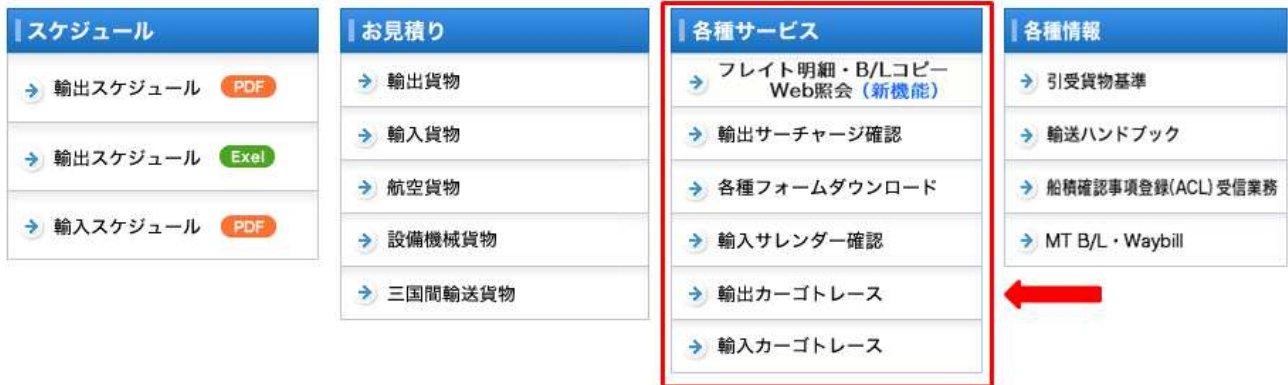 スケジュール
輸出スケジュール PDF
輸出スケジュール Exel
輸入スケジュール PDF
お見積り
輸出貨物
輸入貨物
航空貨物
設備機械貨物
三国間輸送貨物
各種サービス
フレイト明細・B/Lコピー
Web照会（新機能）
輸出サーチャージ確認
各種フォームダウンロード
輸入サレンダー確認
輸出カーゴトレース
輸入カーゴトレース
各種情報
引受貨物基準
輸送ハンドブック
船積確認事項登録(ACL)受信業務
MT B/L・Waybill